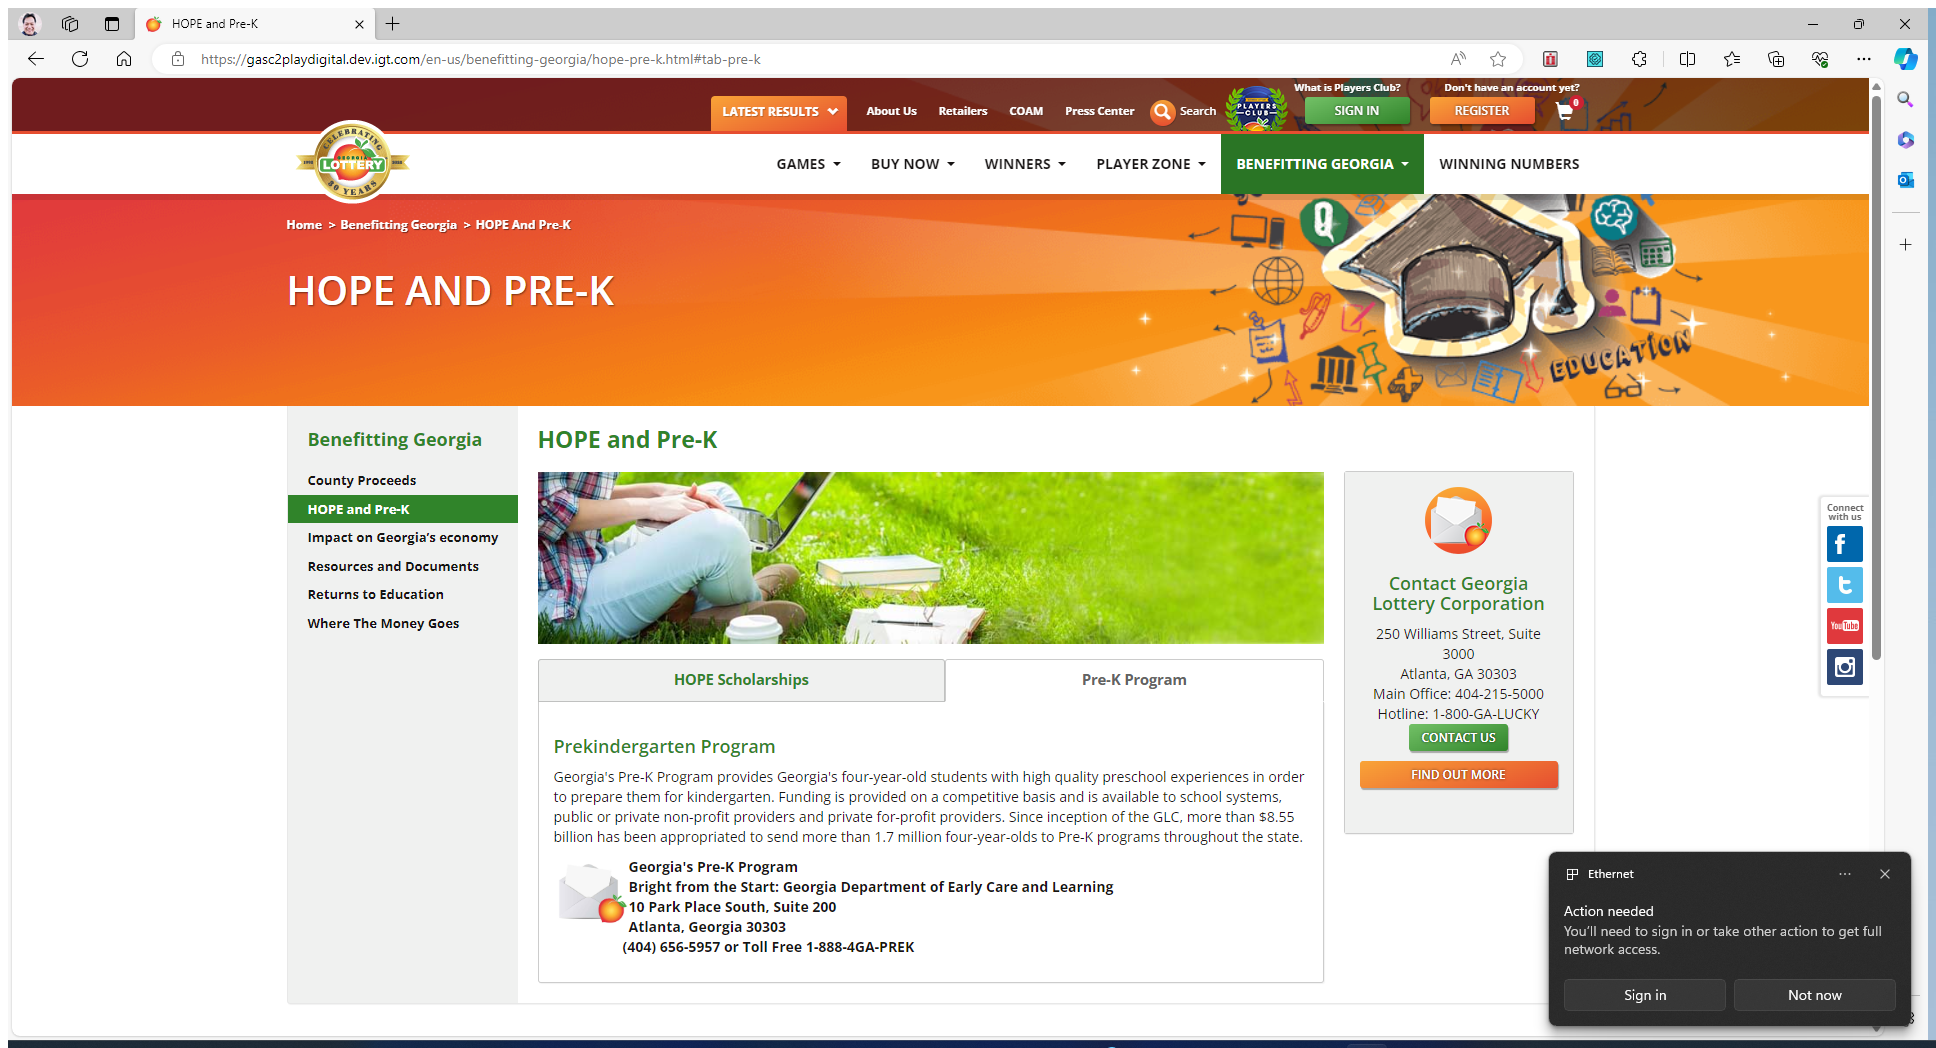 HOPE and Pre-K
https://gasc2playdigital.dev.igt.com/en-us/benefitting-georgia/hope-pre-k.html#tab-pre-k
What is Players Club?
Don't have an account yet?
LATEST RESULTS
About Us
Retailers
COAM
Press Center
Search
PLAYERS CLUB
SIGN IN
REGISTER
0
CELEBRATING
GEORGIA
LOTTERY
30 YEARS
GAMES
BUY NOW
WINNERS
PLAYER ZONE
BENEFITTING GEORGIA
WINNING NUMBERS
Home > Benefitting Georgia > HOPE And Pre-K
HOPE AND PRE-K
Q
EDUCATION
Benefitting Georgia
County Proceeds
HOPE and Pre-K
Impact on Georgia's economy
Resources and Documents
Returns to Education
Where The Money Goes
HOPE and Pre-K
HOPE Scholarships
Pre-K Program
Prekindergarten Program
Georgia's Pre-K Program provides Georgia's four-year-old students with high quality preschool experiences in order
to prepare them for kindergarten. Funding is provided on a competitive basis and is available to school systems,
public or private non-profit providers and private for-profit providers. Since inception of the GLC, more than $8.55
billion has been appropriated to send more than 1.7 million four-year-olds to Pre-K programs throughout the state.
Georgia's Pre-K Program
Bright from the Start: Georgia Department of Early Care and Learning
10 Park Place South, Suite 200
Atlanta, Georgia 30303
(404) 656-5957 or Toll Free 1-888-4GA-PREK
Contact Georgia
Lottery Corporation
250 Williams Street, Suite
3000
Atlanta, GA 30303
Main Office: 404-215-5000
Hotline: 1-800-GA-LUCKY
CONTACT US
FIND OUT MORE
Connect
with us
f
t
YouTube
Ethernet
Action needed
You'll need to sign in or take other action to get full
network access.
Sign in
Not now